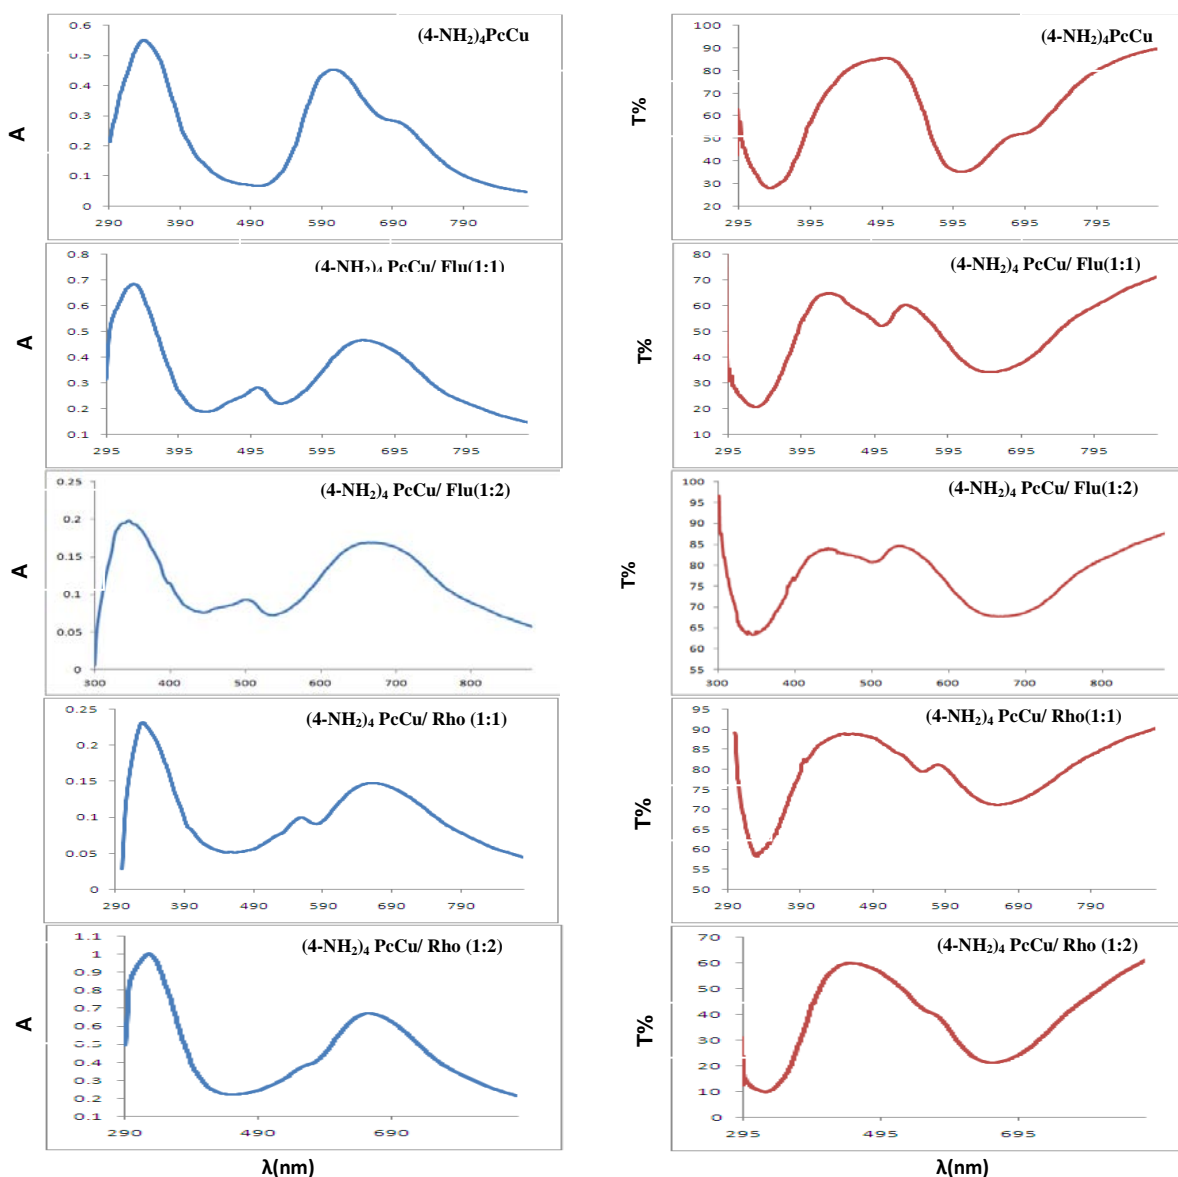 (4-NH₂)₄PcCu
A
0.6
0.5
0.4
0.3
0.2
0.1
0
290 390 490 590 690 790
(4-NH₂)₄PcCu
T%
100
90
80
70
60
50
40
30
20
295 395 495 595 695 795
(4-NH₂)₄ PcCu/ Flu(1:1)
A
0.8
0.7
0.6
0.5
0.4
0.3
0.2
0.1
295 395 495 595 695 795
(4-NH₂)₄ PcCu/ Flu(1:1)
T%
80
70
60
50
40
30
20
10
295 395 495 595 695 795
(4-NH₂)₄ PcCu/ Flu(1:2)
A
0.25
0.2
0.15
0.1
0.05
0
300 400 500 600 700 800
(4-NH₂)₄ PcCu/ Flu(1:2)
T%
100
95
90
85
80
75
70
65
60
55
300 400 500 600 700 800
(4-NH₂)₄ PcCu/ Rho (1:1)
0.25
0.2
0.15
0.1
0.05
0
290 390 490 590 690 790
(4-NH₂)₄ PcCu/ Rho(1:1)
T%
95
90
85
80
75
70
65
60
55
50
290 390 490 590 690 790
(4-NH₂)₄ PcCu/ Rho (1:2)
A
1.1
1
0.9
0.8
0.7
0.6
0.5
0.4
0.3
0.2
0.1
290 490 690
λ(nm)
(4-NH₂)₄ PcCu/ Rho (1:2)
T%
70
60
50
40
30
20
10
0
295 495 695
λ(nm)